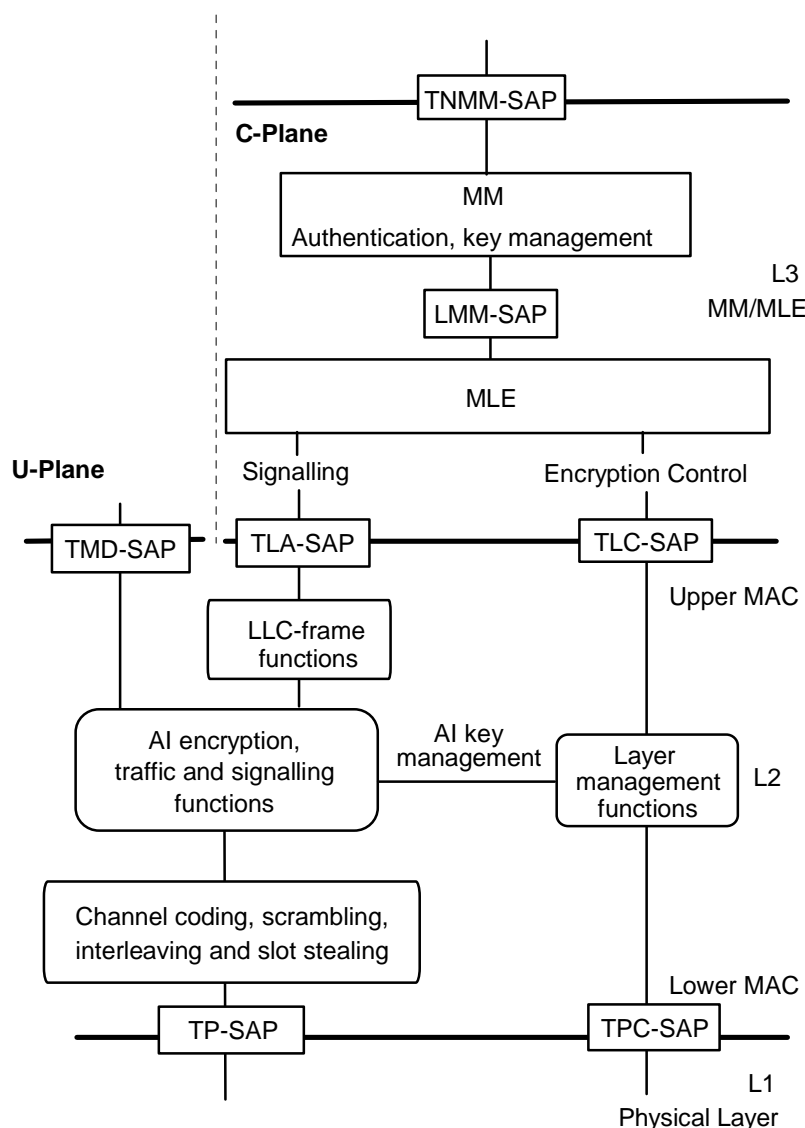 TNMM-SAP
C-Plane
MM
Authentication, key management
L3
MM/MLE
LMM-SAP
MLE
U-Plane
Signalling
Encryption Control
TMD-SAP
TLA-SAP
TLC-SAP
Upper MAC
LLC-frame
functions
AI encryption,
traffic and signalling
functions
AI key
management
Layer
management
functions
L2
Channel coding, scrambling,
interleaving and slot stealing
Lower MAC
TP-SAP
TPC-SAP
L1
Physical Layer